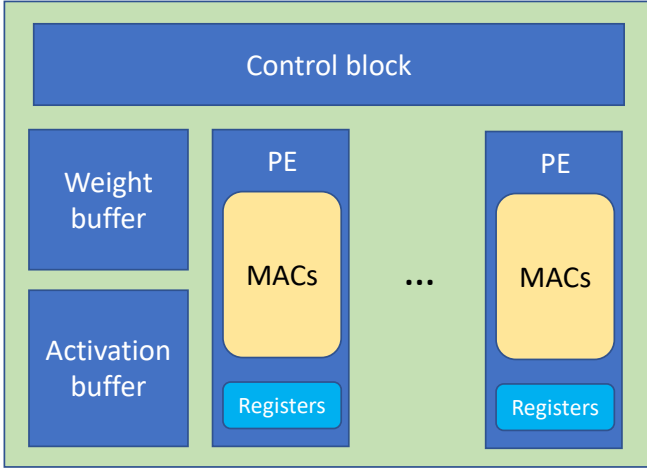 Control block
Weight
buffer
Activation
buffer
PE
MACs
Registers
...
PE
MACs
Registers